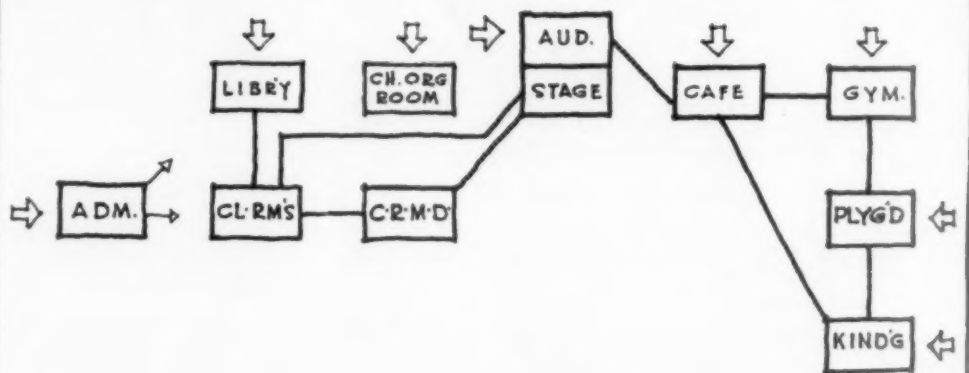 AUD.
LIBR'Y
CH. ORG
ROOM
STAGE
CAFE
GYM.
ADM.
CL·RM'S
C·R·M·D·
PLYG'D
KIND'G